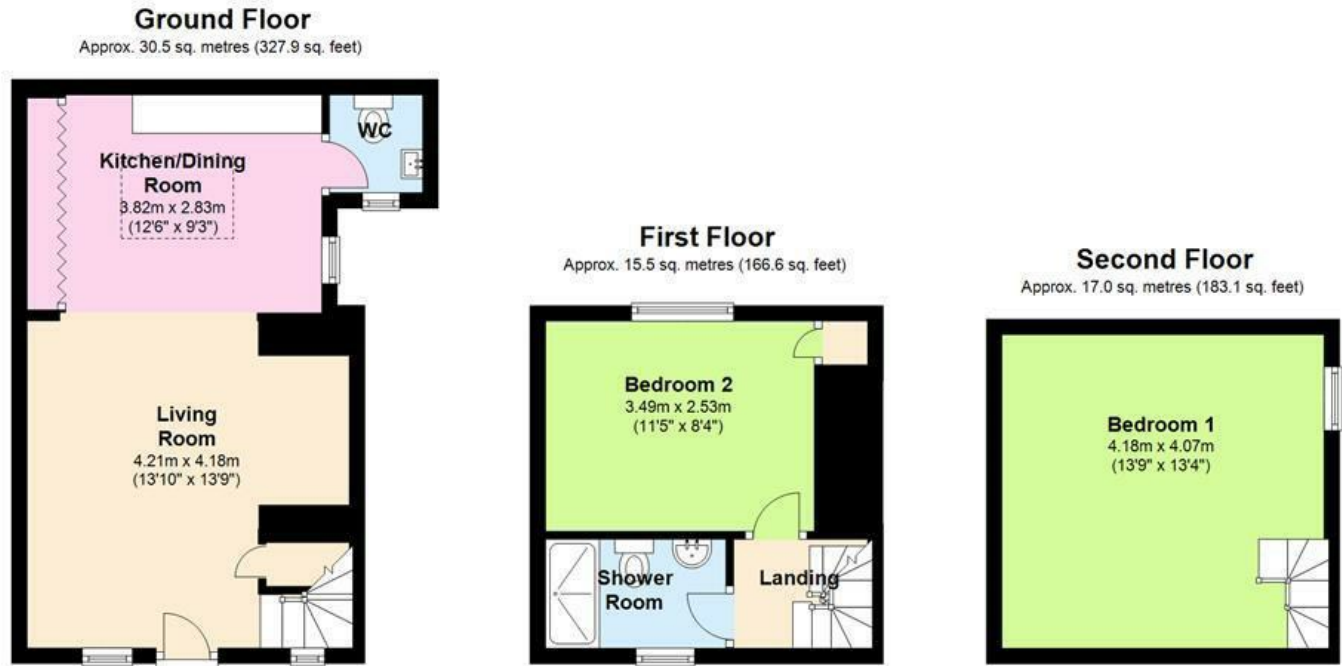 Ground Floor
Approx. 30.5 sq. metres (327.9 sq. feet)
WC
Kitchen/Dining
Room
3.82m x 2.83m
(12'6" x 9'3")
Living
Room
4.21m x 4.18m
(13'10" x 13'9")
First Floor
Approx. 15.5 sq. metres (166.6 sq. feet)
Bedroom 2
3.49m x 2.53m
(11'5" x 8'4")
Shower
Room
Landing
Second Floor
Approx. 17.0 sq. metres (183.1 sq. feet)
Bedroom 1
4.18m x 4.07m
(13'9" x 13'4")